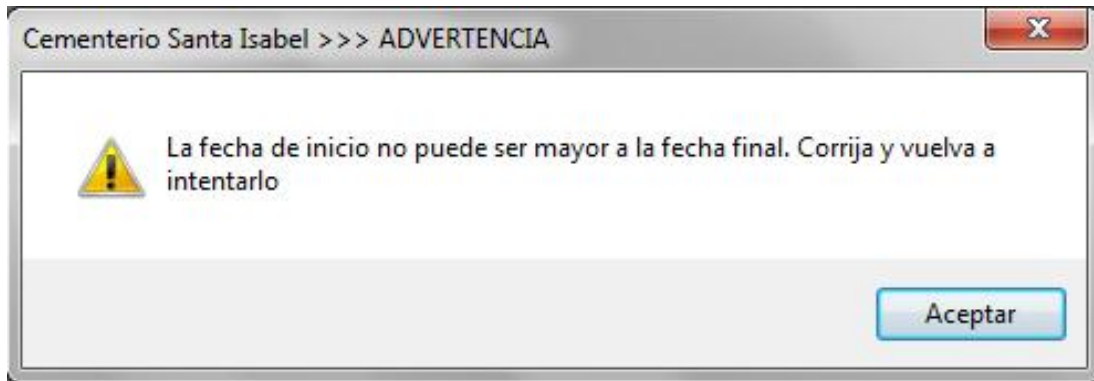 Cementerio Santa Isabel >>> ADVERTENCIA
La fecha de inicio no puede ser mayor a la fecha final. Corrija y vuelva a
intentarlo
Aceptar